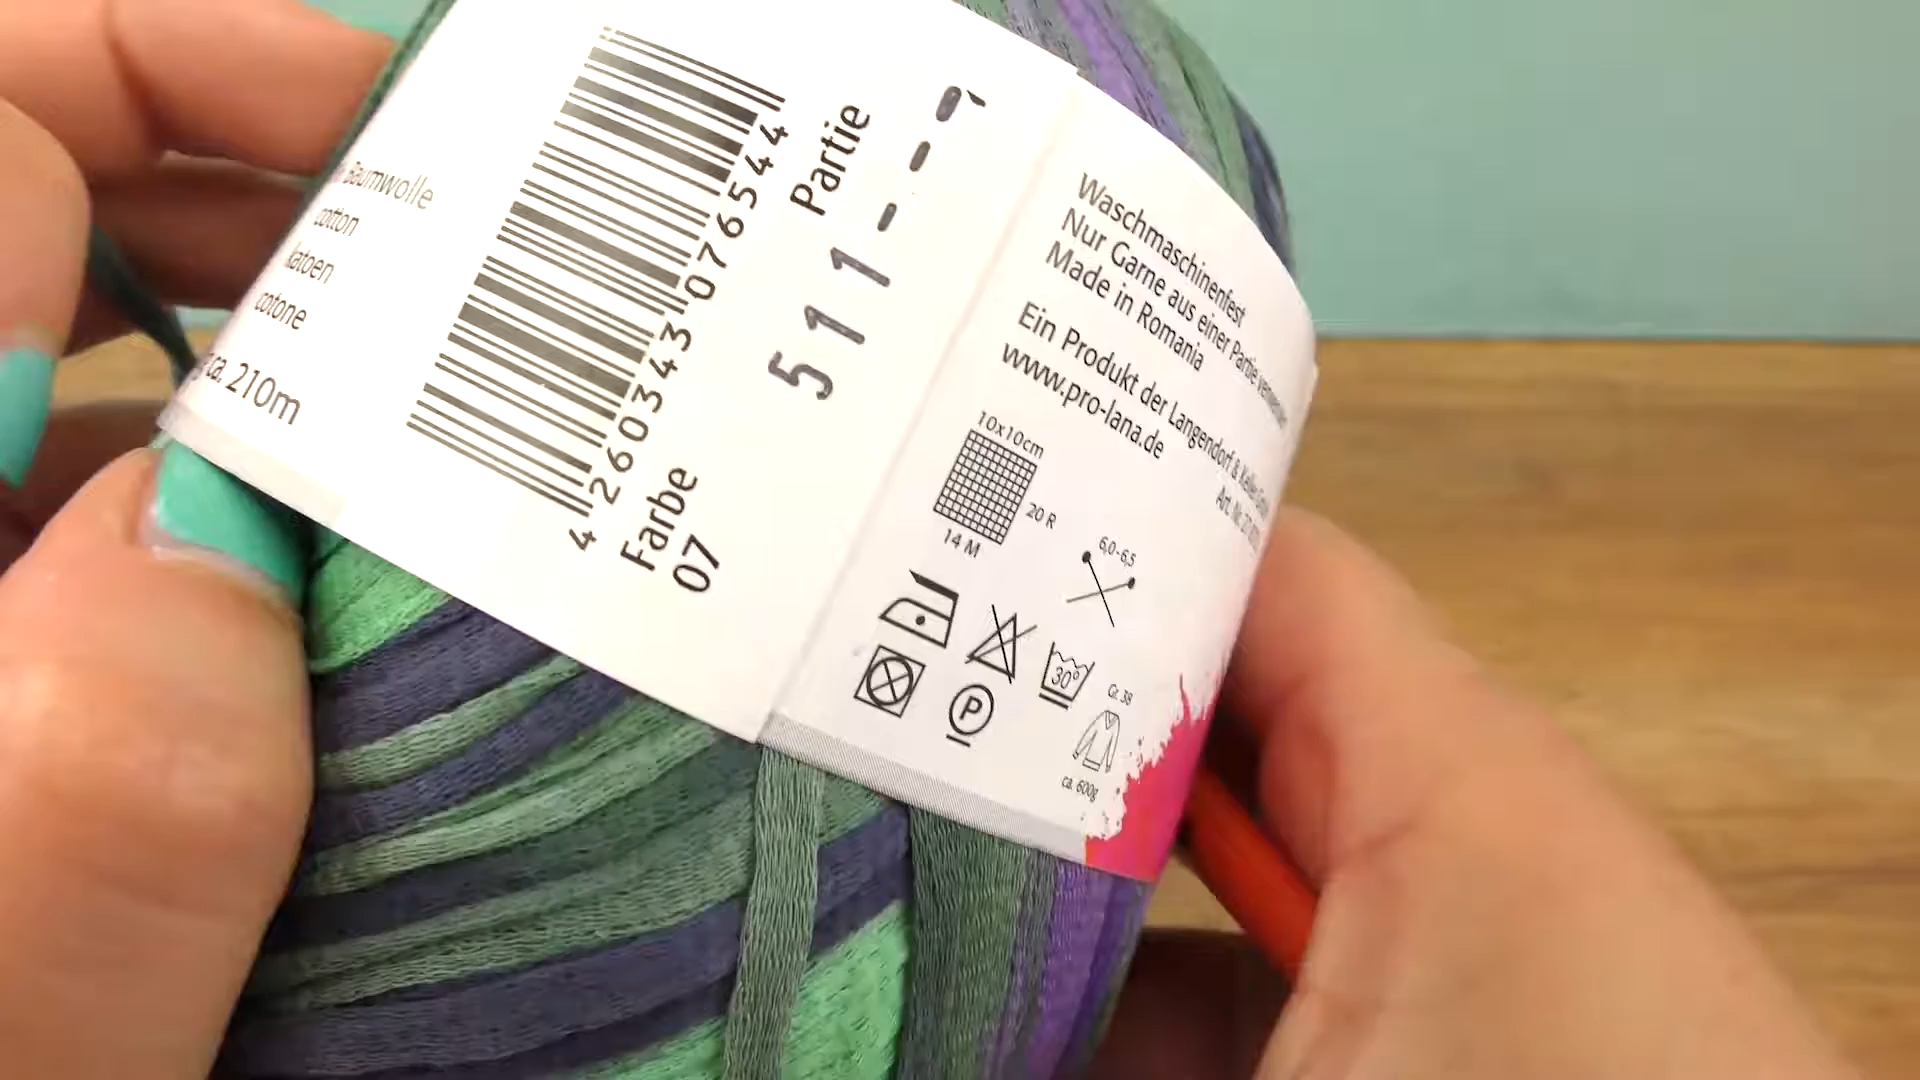 Baumwolle
cotton
katoen
cotone
ca. 210m
4 260343 076544
Farbe
07
Partie
511---
Waschmaschinenfest
Nur Garne aus einer Partie
Made in Romania
Ein Produkt der Langendorf & Keller
www.pro-lana.de
Art. Nr.
10x10cm
20 R
14 M
6,0-6,5
30°
P
Gr. 38
ca. 600g